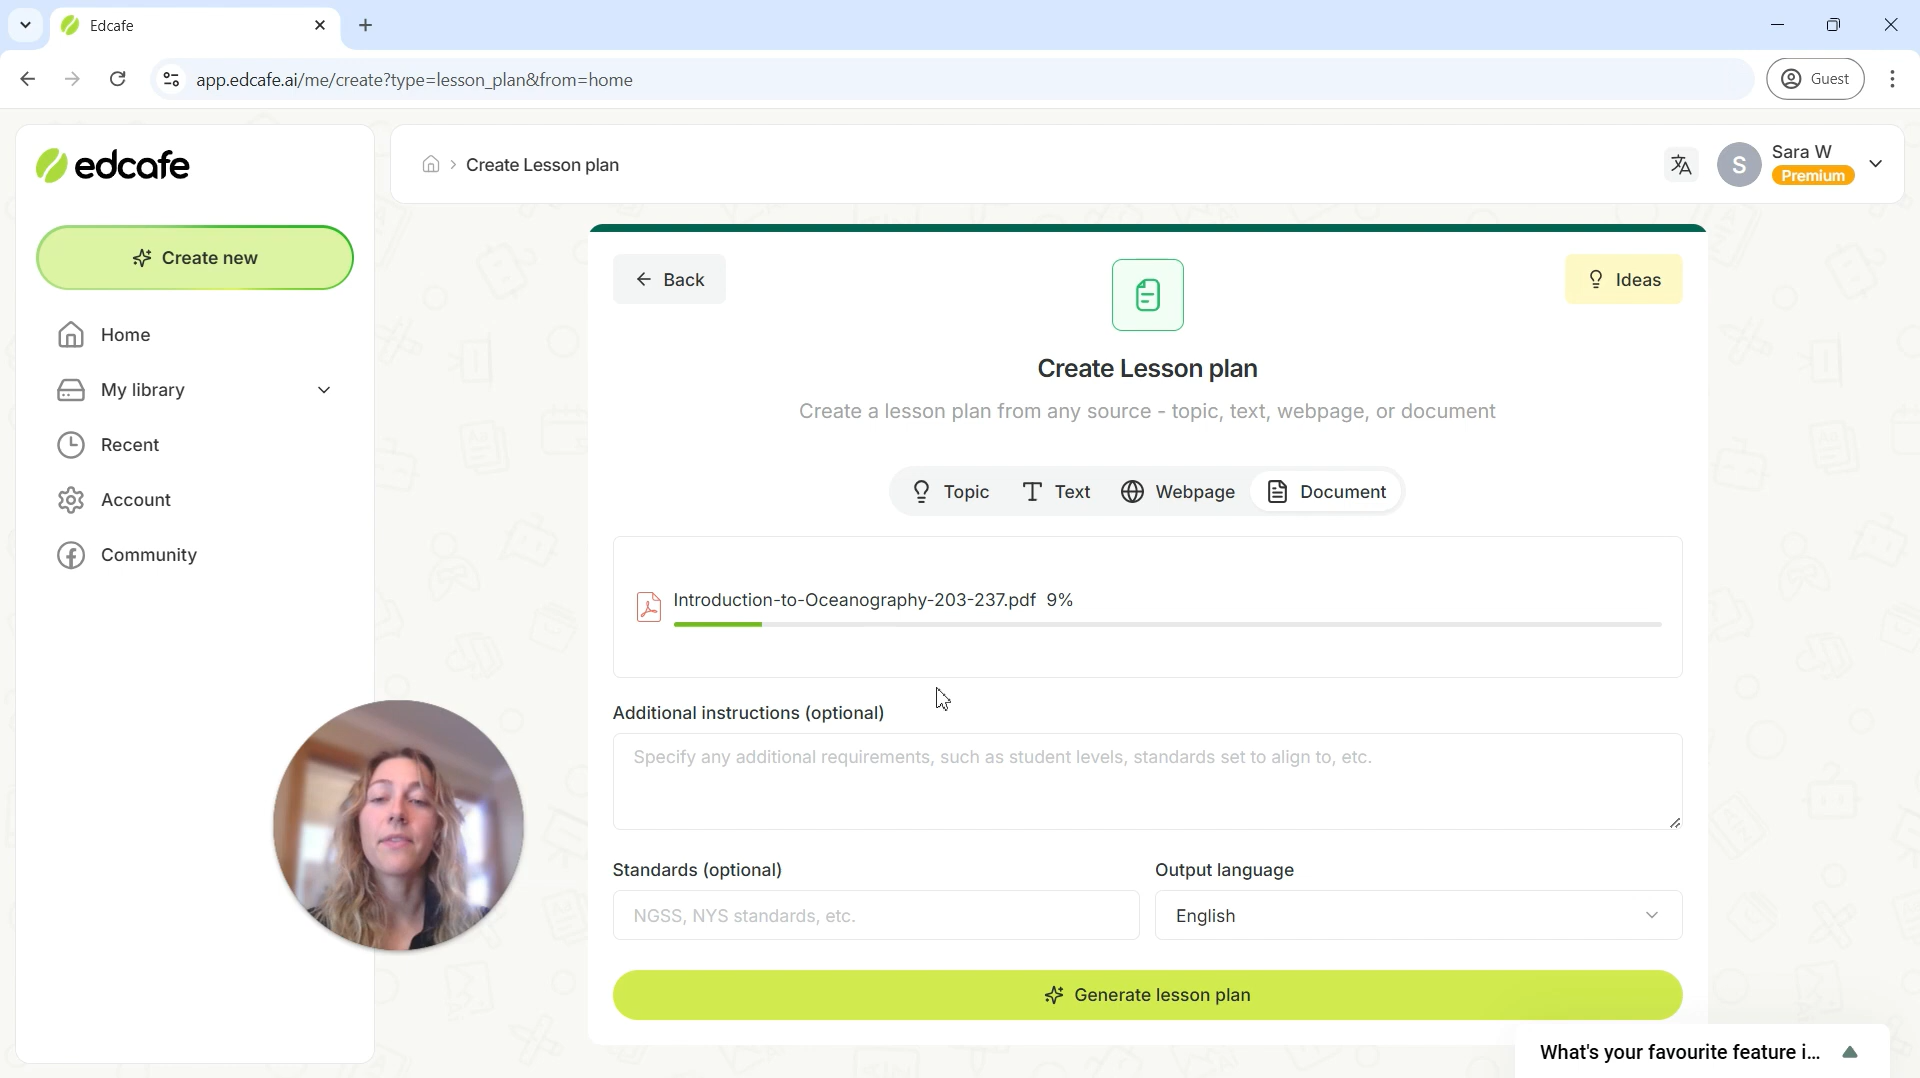 Edcafe
app.edcafe.ai/me/create?type=lesson_plan&from=home
Guest
edcafe
Create new
Home
My library
Recent
Account
Community
Create Lesson plan
S
Sara W
Premium
Back
Ideas
Create Lesson plan
Create a lesson plan from any source - topic, text, webpage, or document
Topic
Text
Webpage
Document
Introduction-to-Oceanography-203-237.pdf 9%
Additional instructions (optional)
Specify any additional requirements, such as student levels, standards set to align to, etc.
Standards (optional)
Output language
NGSS, NYS standards, etc.
English
Generate lesson plan
What's your favourite feature i...